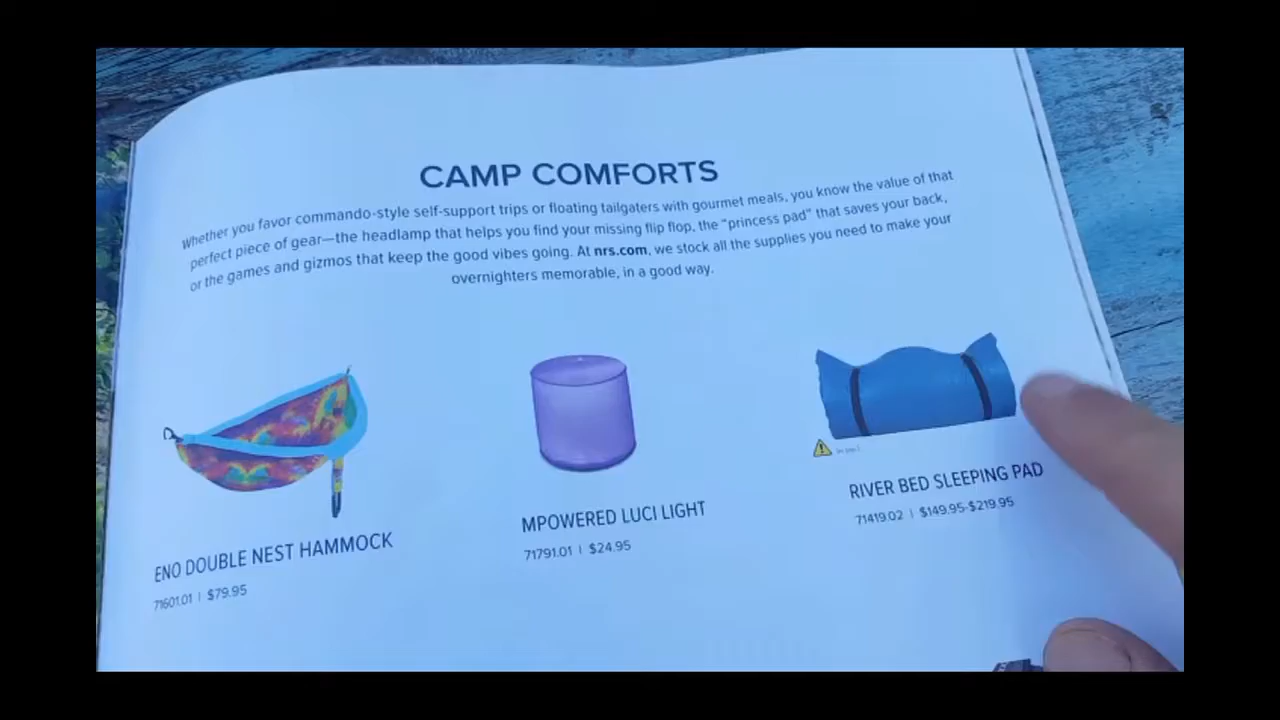 CAMP COMFORTS
Whether you favor commando-style self-support trips or floating tailgaters with gourmet meals, you know the value of that
perfect piece of gear—the headlamp that helps you find your missing flip flop, the “princess pad” that saves your back,
or the games and gizmos that keep the good vibes going. At nrs.com, we stock all the supplies you need to make your
overnighters memorable, in a good way.
ENO DOUBLE NEST HAMMOCK
71601.01 | $79.95
MPOWERED LUCI LIGHT
71791.01 | $24.95
RIVER BED SLEEPING PAD
71419.02 | $149.95-$219.95